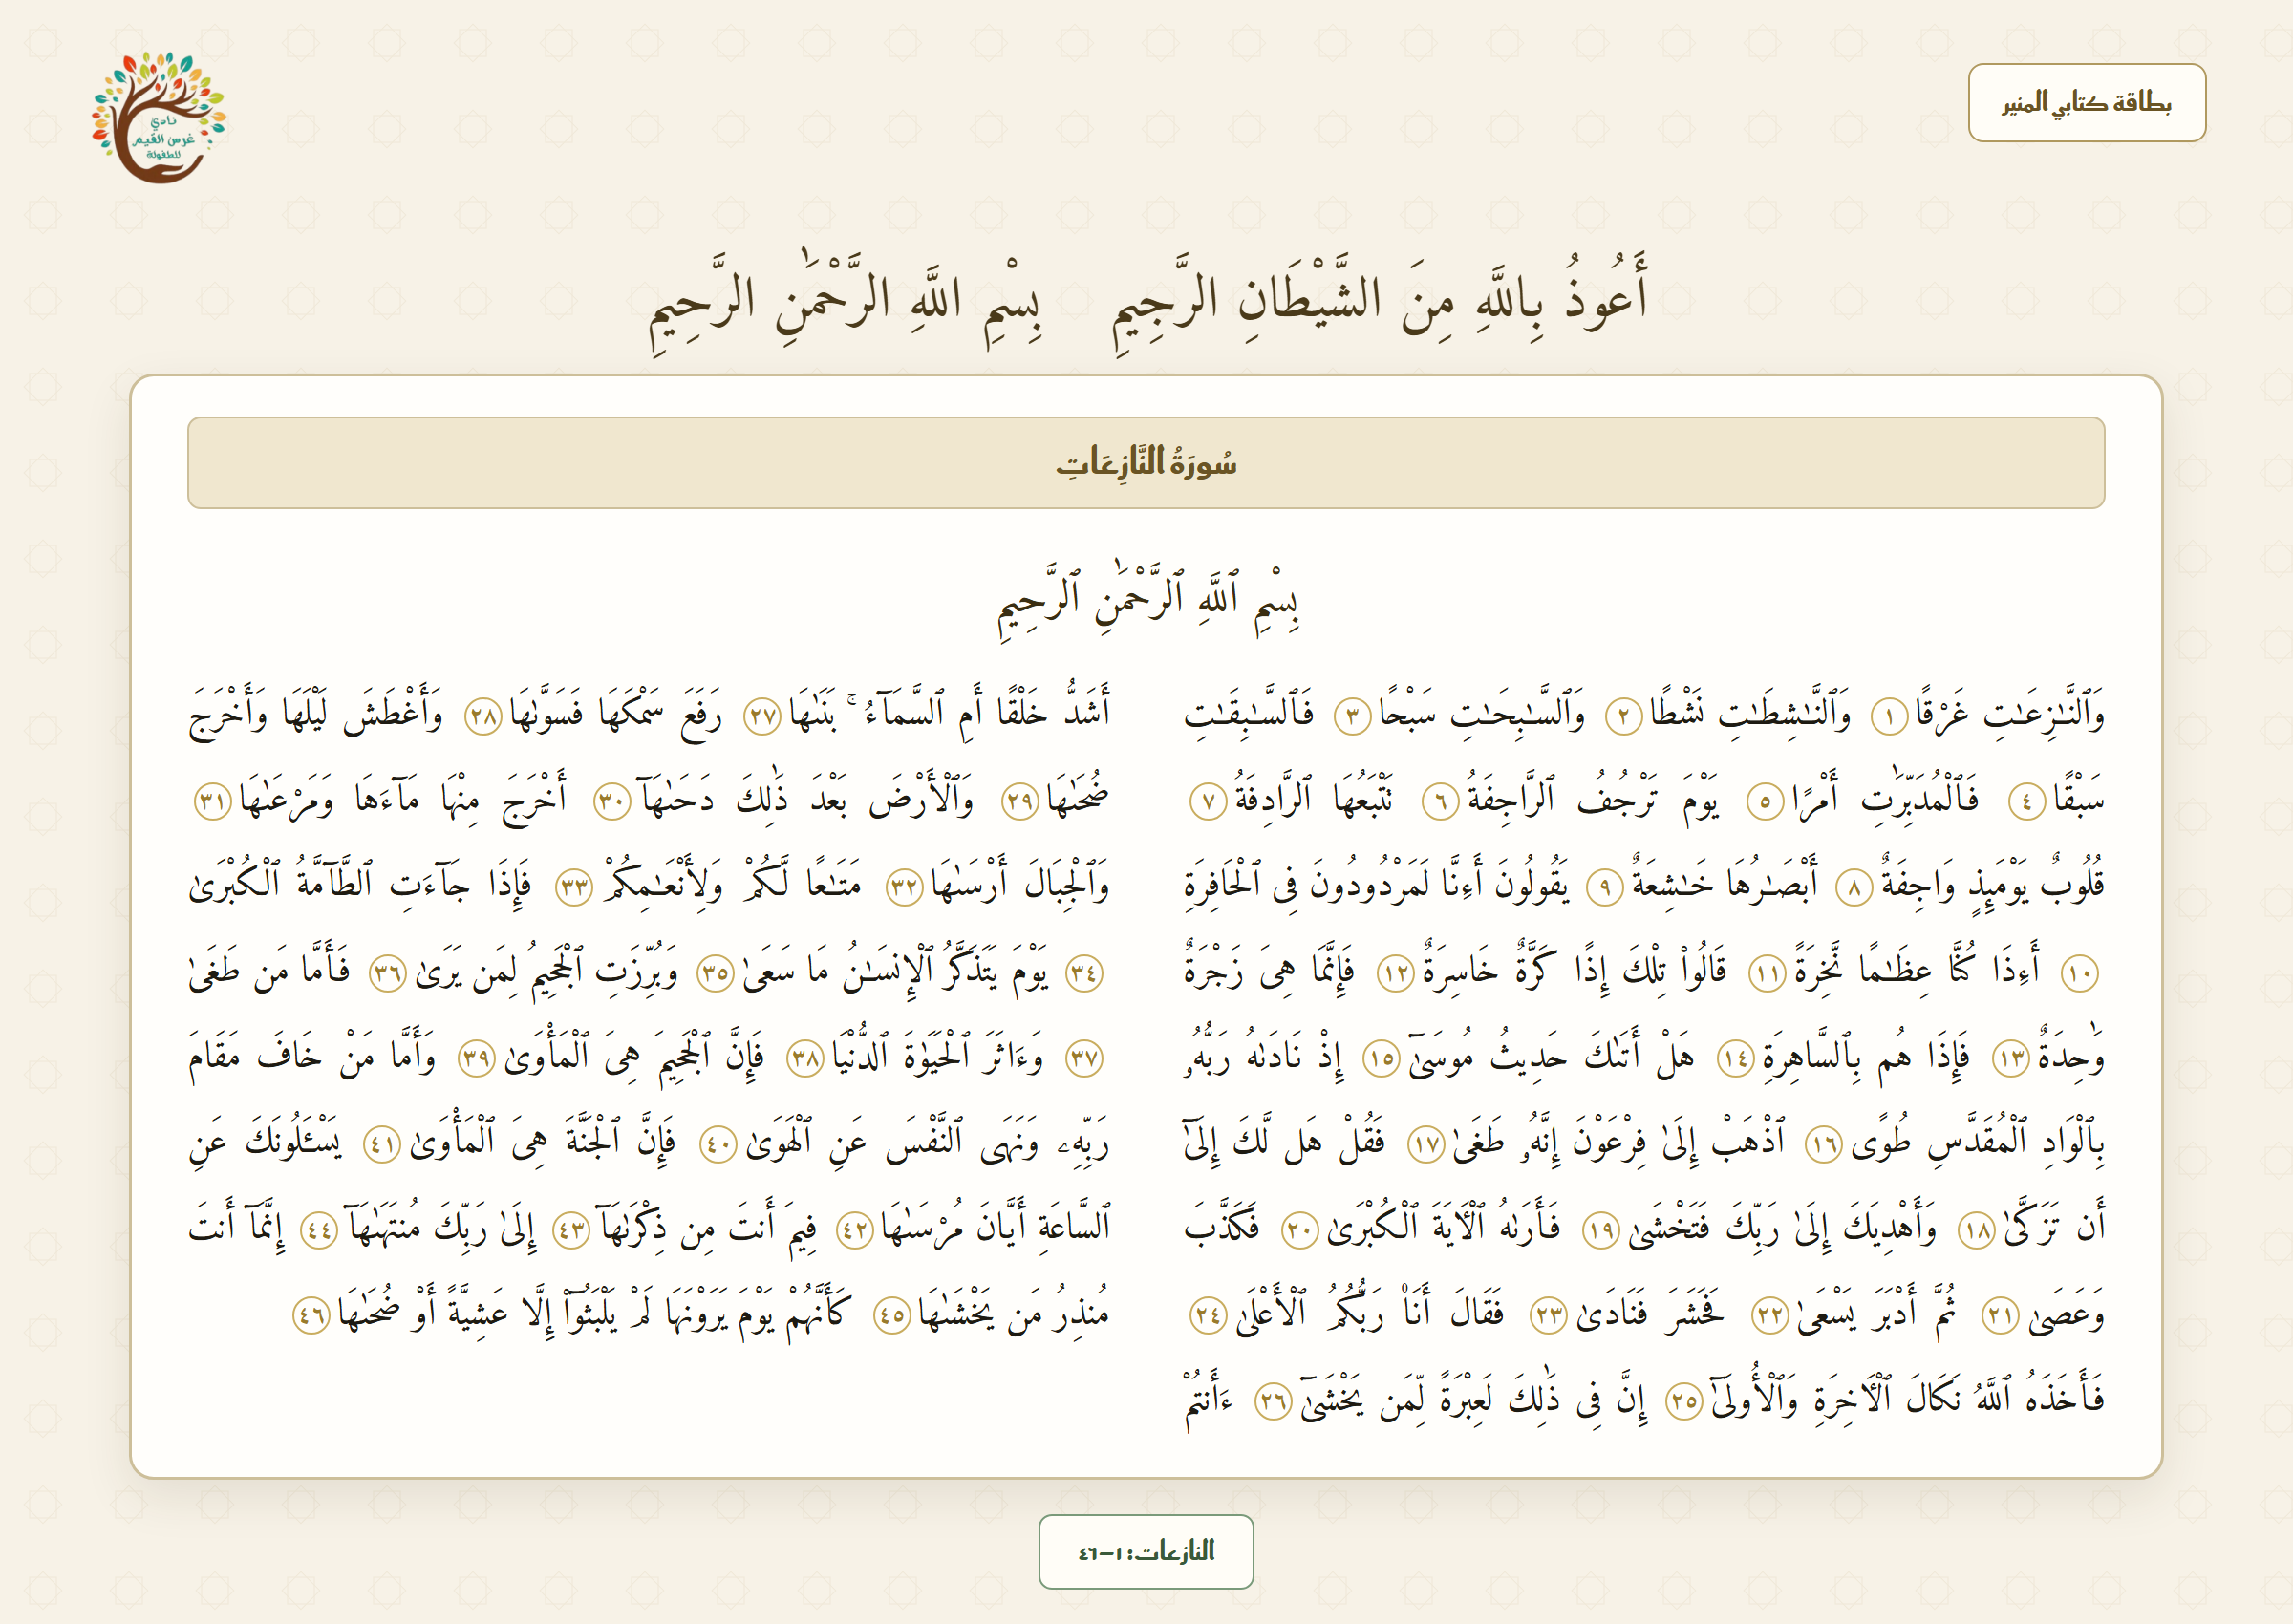 بطاقة كتابي المنير
نادي
غرس القيم
للطفولة
أَعُوذُ بِاللَّهِ مِنَ الشَّيْطَانِ الرَّجِيمِ بِسْمِ اللَّهِ الرَّحْمَٰنِ الرَّحِيمِ
سُورَةُ النَّازِعَاتِ
بِسْمِ ٱللَّهِ ٱلرَّحْمَٰنِ ٱلرَّحِيمِ
وَٱلنَّـٰزِعَـٰتِ غَرْقًا ١ وَٱلنَّـٰشِطَـٰتِ نَشْطًا ٢ وَٱلسَّـٰبِحَـٰتِ سَبْحًا ٣ فَٱلسَّـٰبِقَـٰتِ
سَبْقًا ٤ فَٱلْمُدَبِّرَٰتِ أَمْرًا ٥ يَوْمَ تَرْجُفُ ٱلرَّاجِفَةُ ٦ تَتْبَعُهَا ٱلرَّادِفَةُ ٧
قُلُوبٌ يَوْمَئِذٍ وَاجِفَةٌ ٨ أَبْصَـٰرُهَا خَـٰشِعَةٌ ٩ يَقُولُونَ أَءِنَّا لَمَرْدُودُونَ فِى ٱلْحَافِرَةِ
١٠ أَءِذَا كُنَّا عِظَـٰمًا نَّخِرَةً ١١ قَالُوا۟ تِلْكَ إِذًا كَرَّةٌ خَاسِرَةٌ ١٢ فَإِنَّمَا هِىَ زَجْرَةٌ
وَٰحِدَةٌ ١٣ فَإِذَا هُم بِٱلسَّاهِرَةِ ١٤ هَلْ أَتَىٰكَ حَدِيثُ مُوسَىٰٓ ١٥ إِذْ نَادَىٰهُ رَبُّهُۥ
بِٱلْوَادِ ٱلْمُقَدَّسِ طُوًى ١٦ ٱذْهَبْ إِلَىٰ فِرْعَوْنَ إِنَّهُۥ طَغَىٰ ١٧ فَقُلْ هَل لَّكَ إِلَىٰٓ
أَن تَزَكَّىٰ ١٨ وَأَهْدِيَكَ إِلَىٰ رَبِّكَ فَتَخْشَىٰ ١٩ فَأَرَىٰهُ ٱلْـَٔايَةَ ٱلْكُبْرَىٰ ٢٠ فَكَذَّبَ
وَعَصَىٰ ٢١ ثُمَّ أَدْبَرَ يَسْعَىٰ ٢٢ فَحَشَرَ فَنَادَىٰ ٢٣ فَقَالَ أَنَا۠ رَبُّكُمُ ٱلْأَعْلَىٰ ٢٤
فَأَخَذَهُ ٱللَّهُ نَكَالَ ٱلْـَٔاخِرَةِ وَٱلْأُولَىٰٓ ٢٥ إِنَّ فِى ذَٰلِكَ لَعِبْرَةً لِّمَن يَخْشَىٰٓ ٢٦ ءَأَنتُمْ
أَشَدُّ خَلْقًا أَمِ ٱلسَّمَآءُ ۚ بَنَىٰهَا ٢٧ رَفَعَ سَمْكَهَا فَسَوَّىٰهَا ٢٨ وَأَغْطَشَ لَيْلَهَا وَأَخْرَجَ
ضُحَىٰهَا ٢٩ وَٱلْأَرْضَ بَعْدَ ذَٰلِكَ دَحَىٰهَآ ٣٠ أَخْرَجَ مِنْهَا مَآءَهَا وَمَرْعَىٰهَا ٣١
وَٱلْجِبَالَ أَرْسَىٰهَا ٣٢ مَتَـٰعًا لَّكُمْ وَلِأَنْعَـٰمِكُمْ ٣٣ فَإِذَا جَآءَتِ ٱلطَّآمَّةُ ٱلْكُبْرَىٰ
٣٤ يَوْمَ يَتَذَكَّرُ ٱلْإِنسَـٰنُ مَا سَعَىٰ ٣٥ وَبُرِّزَتِ ٱلْجَحِيمُ لِمَن يَرَىٰ ٣٦ فَأَمَّا مَن طَغَىٰ
٣٧ وَءَاثَرَ ٱلْحَيَوٰةَ ٱلدُّنْيَا ٣٨ فَإِنَّ ٱلْجَحِيمَ هِىَ ٱلْمَأْوَىٰ ٣٩ وَأَمَّا مَنْ خَافَ مَقَامَ
رَبِّهِۦ وَنَهَى ٱلنَّفْسَ عَنِ ٱلْهَوَىٰ ٤٠ فَإِنَّ ٱلْجَنَّةَ هِىَ ٱلْمَأْوَىٰ ٤١ يَسْـَٔلُونَكَ عَنِ
ٱلسَّاعَةِ أَيَّانَ مُرْسَىٰهَا ٤٢ فِيمَ أَنتَ مِن ذِكْرَىٰهَآ ٤٣ إِلَىٰ رَبِّكَ مُنتَهَىٰهَآ ٤٤ إِنَّمَآ أَنتَ
مُنذِرُ مَن يَخْشَىٰهَا ٤٥ كَأَنَّهُمْ يَوْمَ يَرَوْنَهَا لَمْ يَلْبَثُوٓا۟ إِلَّا عَشِيَّةً أَوْ ضُحَىٰهَا ٤٦
النازعات: ١–٤٦